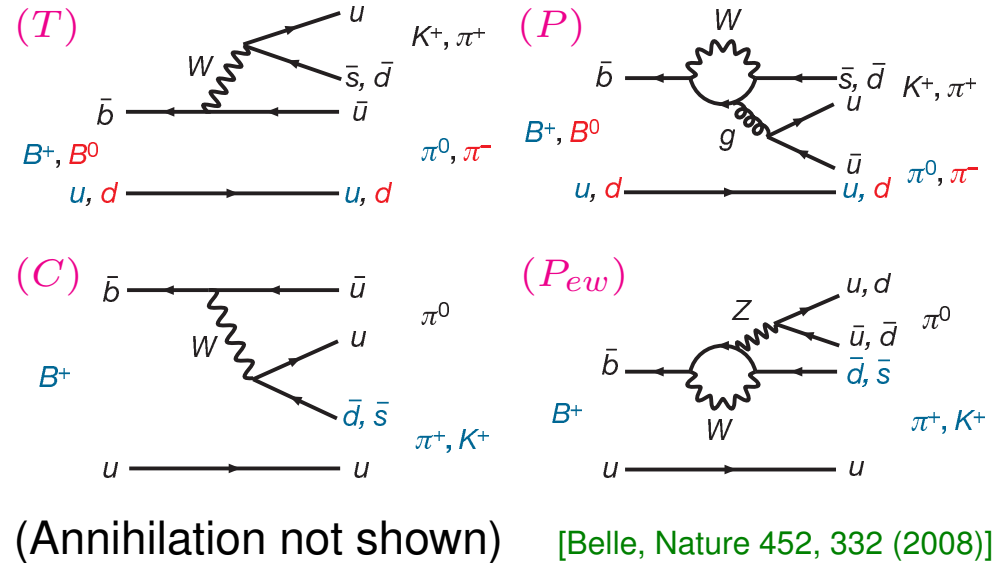 (T)
u
W
K⁺, π⁺
s̄, d̄
b̄
ū
B⁺, B⁰
π⁰, π⁻
u, d
u, d
(P)
W
b̄
s̄, d̄
u
K⁺, π⁺
B⁺, B⁰
g
ū
π⁰, π⁻
u, d
u, d
(C)
b̄
ū
π⁰
W
u
B⁺
d̄, s̄
π⁺, K⁺
u
u
(P_ew)
u, d
Z
π⁰
ū, d̄
b̄
d̄, s̄
B⁺
W
π⁺, K⁺
u
u
(Annihilation not shown)
[Belle, Nature 452, 332 (2008)]